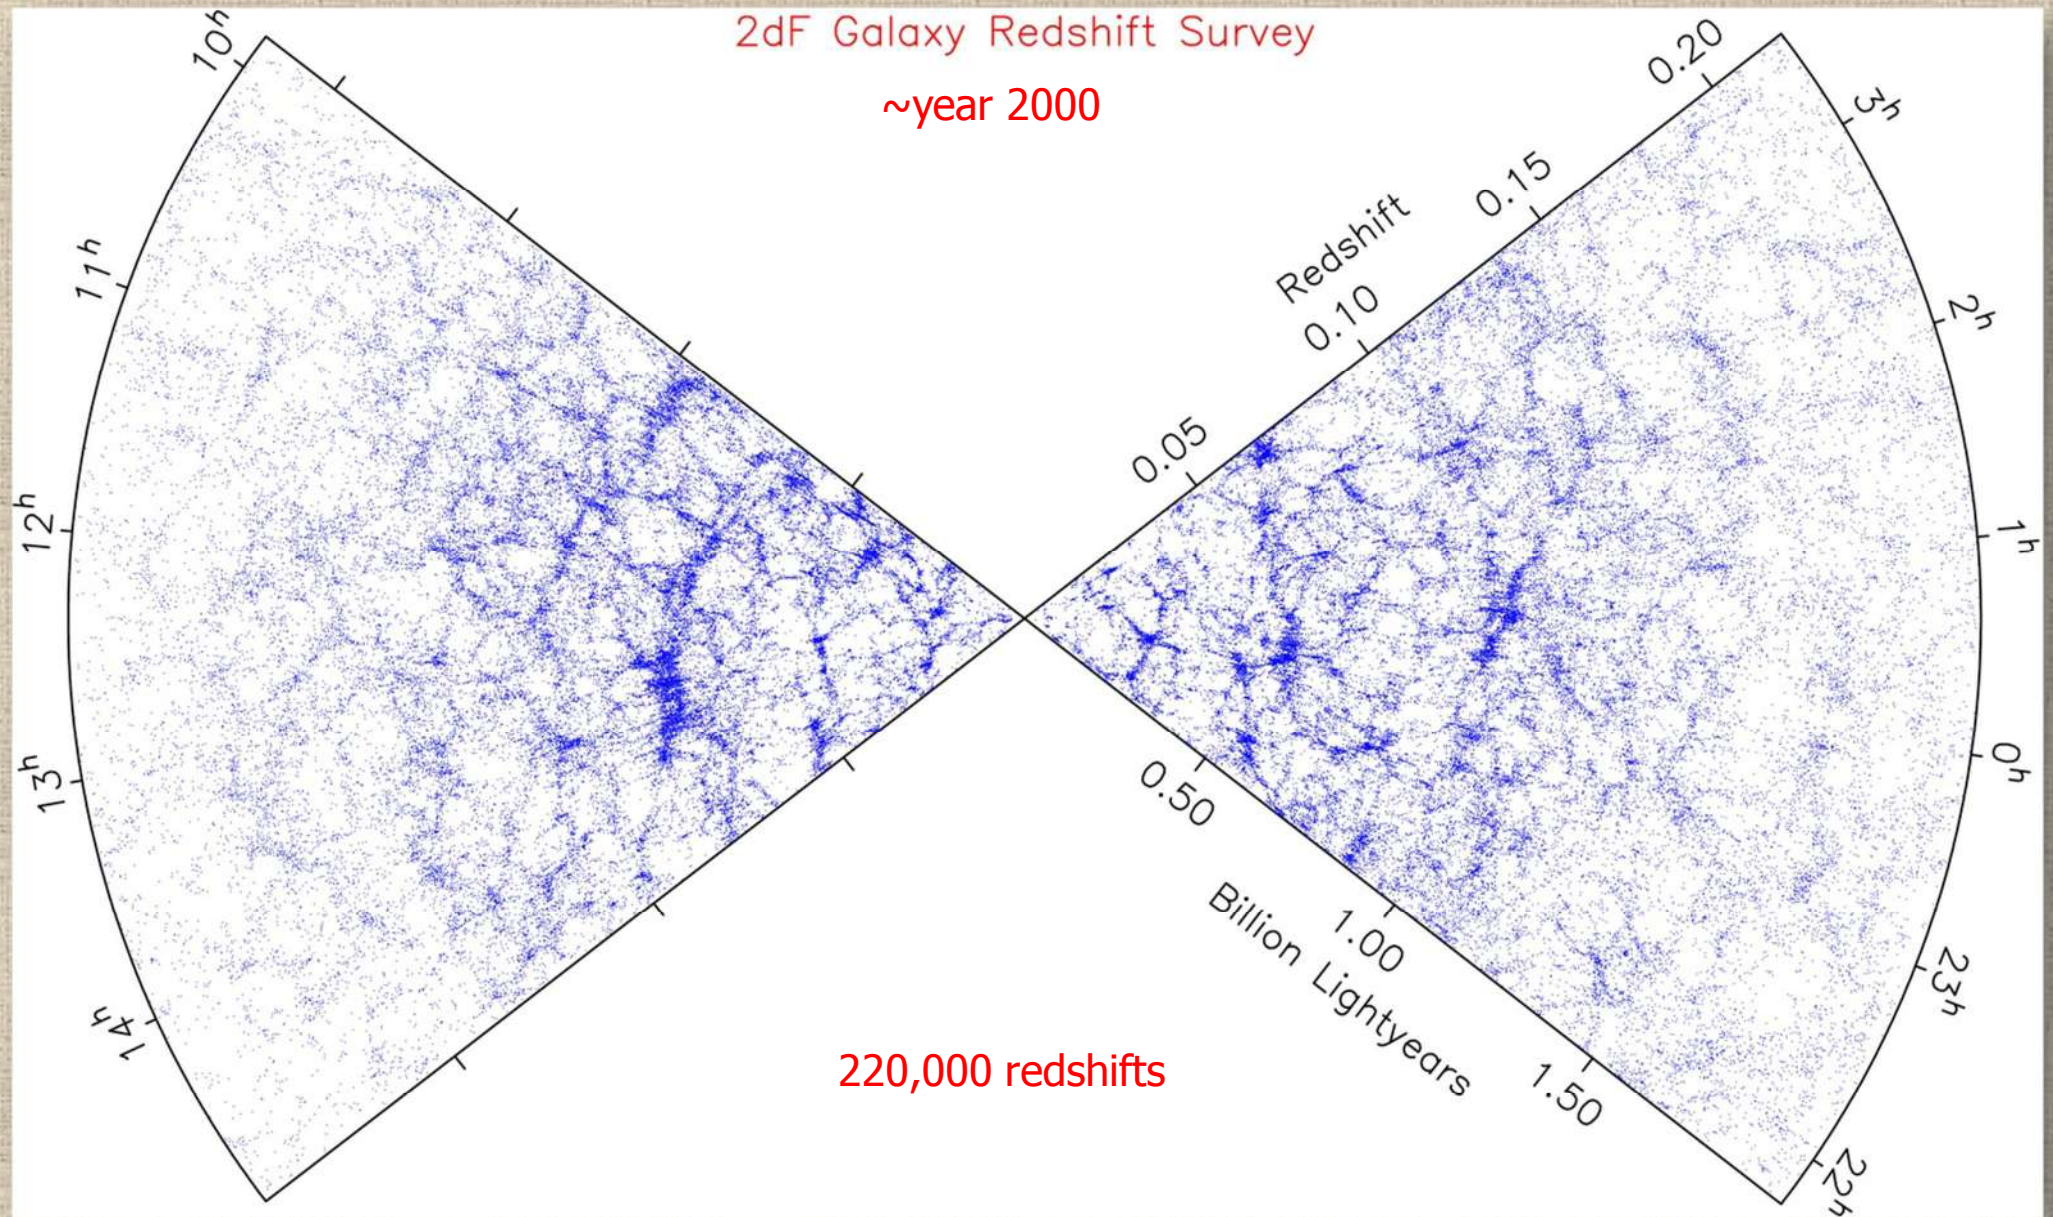 2dF Galaxy Redshift Survey
~year 2000
10ʰ
11ʰ
12ʰ
13ʰ
14ʰ
Redshift
0.05
0.10
0.15
0.20
3ʰ
2ʰ
1ʰ
0ʰ
23ʰ
22ʰ
0.50
1.00
1.50
Billion Lightyears
220,000 redshifts